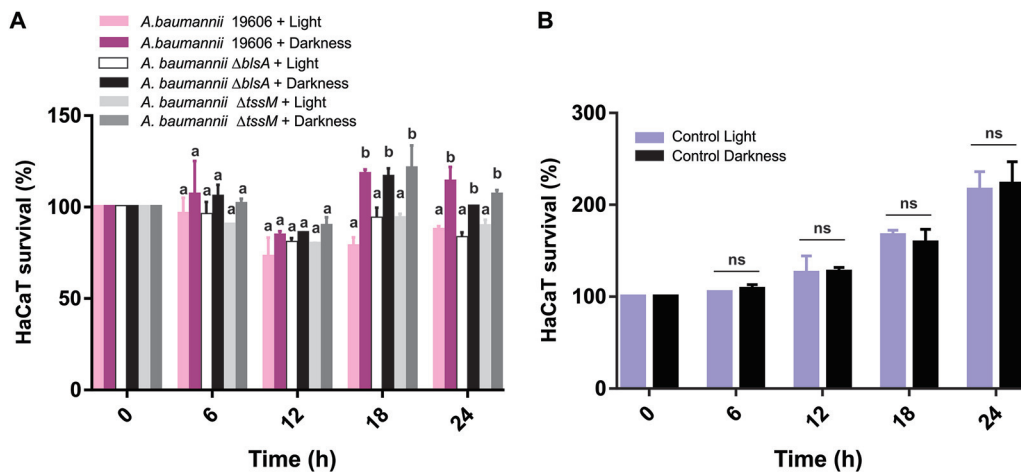 A
A.baumannii 19606 + Light
A.baumannii 19606 + Darkness
A. baumannii ΔblsA + Light
A. baumannii ΔblsA + Darkness
A. baumannii ΔtssM + Light
A. baumannii ΔtssM + Darkness
HaCaT survival (%)
150
100
50
0
a a a a a a
a a a a a a
a b a b a b
a b a b a b
0 6 12 18 24
Time (h)
B
Control Light
Control Darkness
HaCaT survival (%)
300
200
100
0
ns ns ns ns
0 6 12 18 24
Time (h)